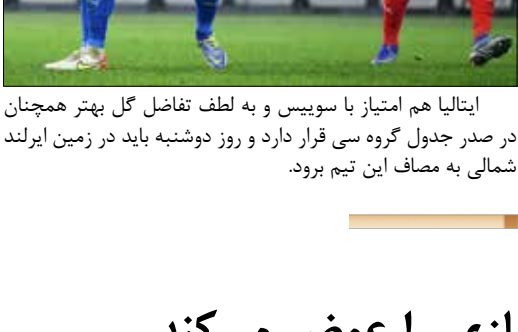 ایتالیا هم امتیاز با سوییس و به لطف تفاضل گل بهتر همچنان
در صدر جدول گروه سی قرار دارد و روز دوشنبه باید در زمین ایرلند
شمالی به مصاف این تیم برود.